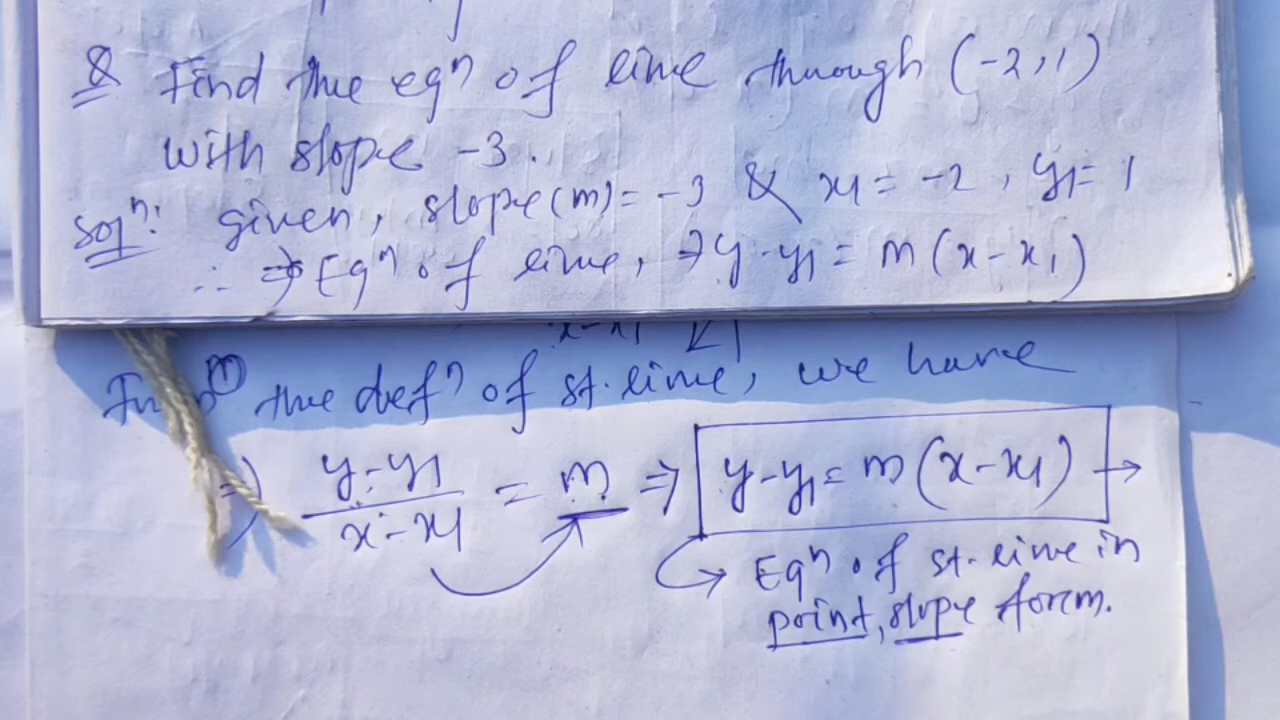 Q Find the eqⁿ of line through (-2,1)
with slope -3.
Solⁿ: given, slope(m)= -3 & x₁ = -2, y₁= 1
∴ ⇒ Eqⁿ of line, ⇒ y-y₁ = m(x-x₁)
x-x₁
the defⁿ of st. line, we have
⇒) y-y₁ / x-x₁ = m ⇒ y-y₁ = m(x-x₁) →
→ Eqⁿ of st. line in
point, slope form.